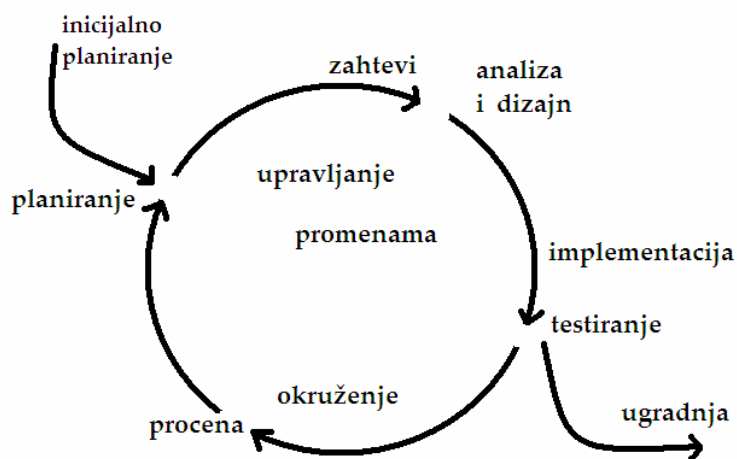 inicijalno
planiranje
zahtevi
analiza
i dizajn
upravljanje
planiranje
promenama
implementacija
testiranje
okruženje
procena
ugradnja